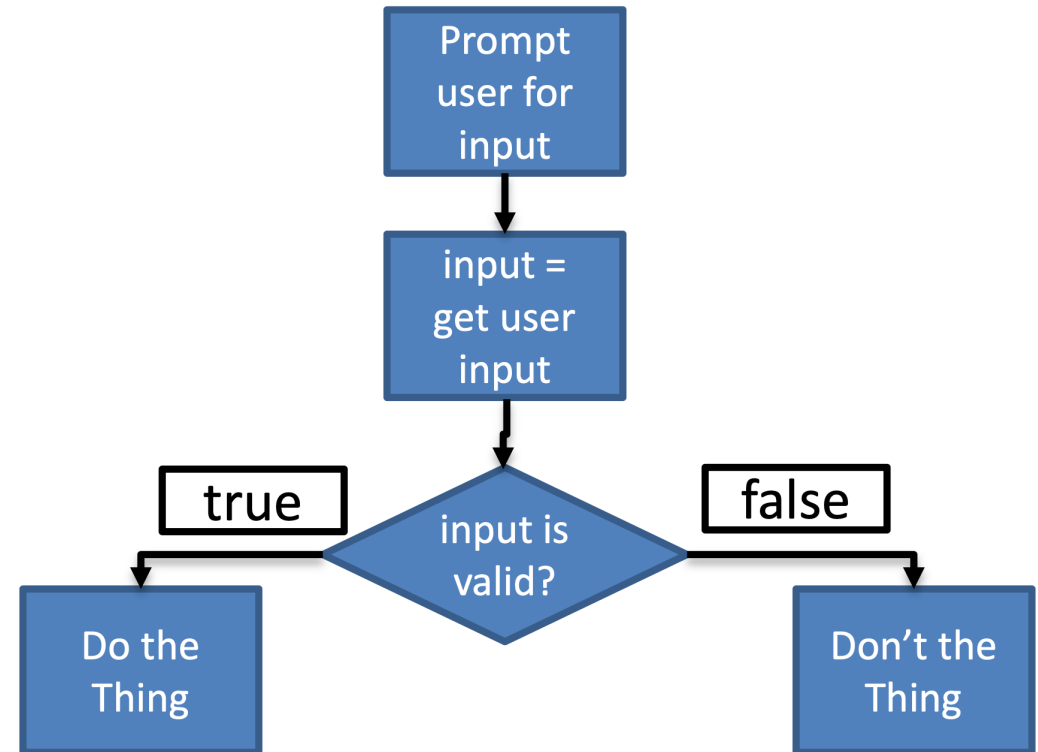 Prompt
user for
input
input =
get user
input
true
false
input is
valid?
Do the
Thing
Don’t the
Thing